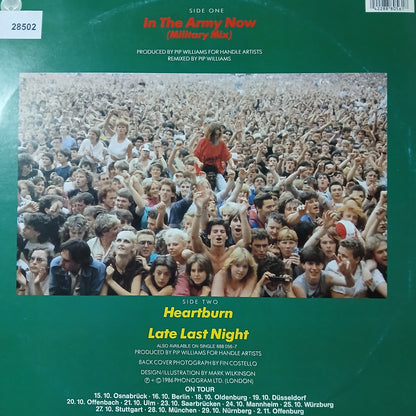 SIDE ONE
In The Army Now
(Military Mix)
28502
PRODUCED BY PIP WILLIAMS FOR HANDLE ARTISTS
REMIXED BY PIP WILLIAMS
SIDE TWO
Heartburn
Late Last Night
ALSO AVAILABLE ON SINGLE 888 056-7
PRODUCED BY PIP WILLIAMS FOR HANDLE ARTISTS
BACK COVER PHOTOGRAPH BY FIN COSTELLO
DESIGN/ILLUSTRATION BY MARK WILKINSON
℗ + © 1986 PHONOGRAM LTD. (LONDON)
ON TOUR
15. 10. Osnabrück · 16. 10. Berlin · 18. 10. Oldenburg · 19. 10. Düsseldorf
20. 10. Offenbach · 21. 10. Ulm · 23. 10. Saarbrücken · 24. 10. Mannheim · 25. 10. Würzburg
27. 10. Stuttgart · 28. 10. München · 29. 10. Nürnberg · 2. 11. Offenburg